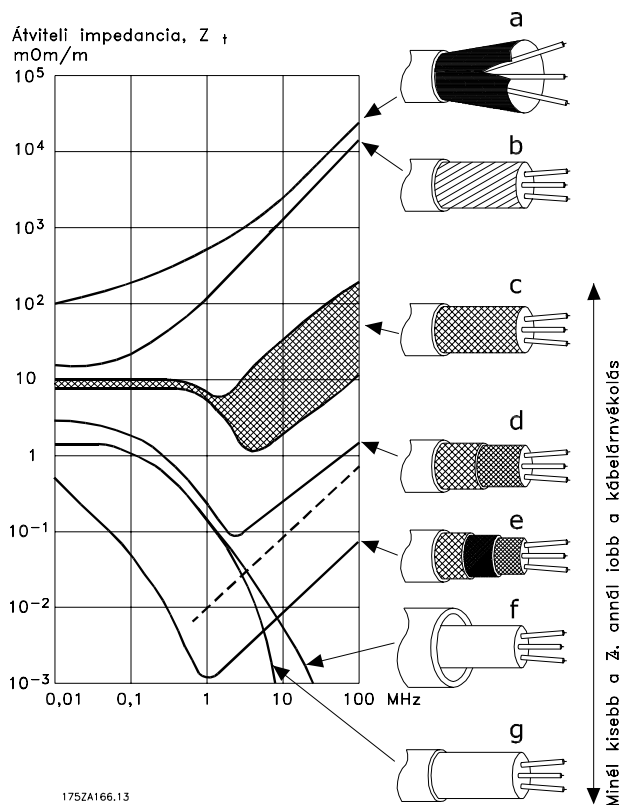 Átviteli impedancia, Z t
mOm/m
10⁵
10⁴
10³
10²
10
1
10⁻¹
10⁻²
10⁻³
0,01
0,1
1
10
100
MHz
a
b
c
d
e
f
g
Minél kisebb a Zₜ, annál jobb a kábelárnyékolás
175ZA166.13